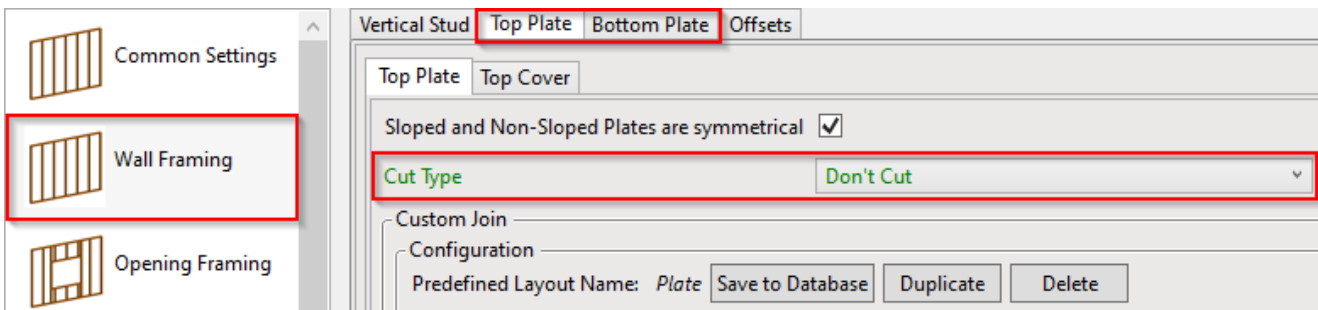 Common Settings
Wall Framing
Opening Framing
Vertical Stud Top Plate Bottom Plate Offsets
Top Plate Top Cover
Sloped and Non-Sloped Plates are symmetrical
Cut Type Don't Cut
Custom Join
Configuration
Predefined Layout Name: Plate Save to Database Duplicate Delete